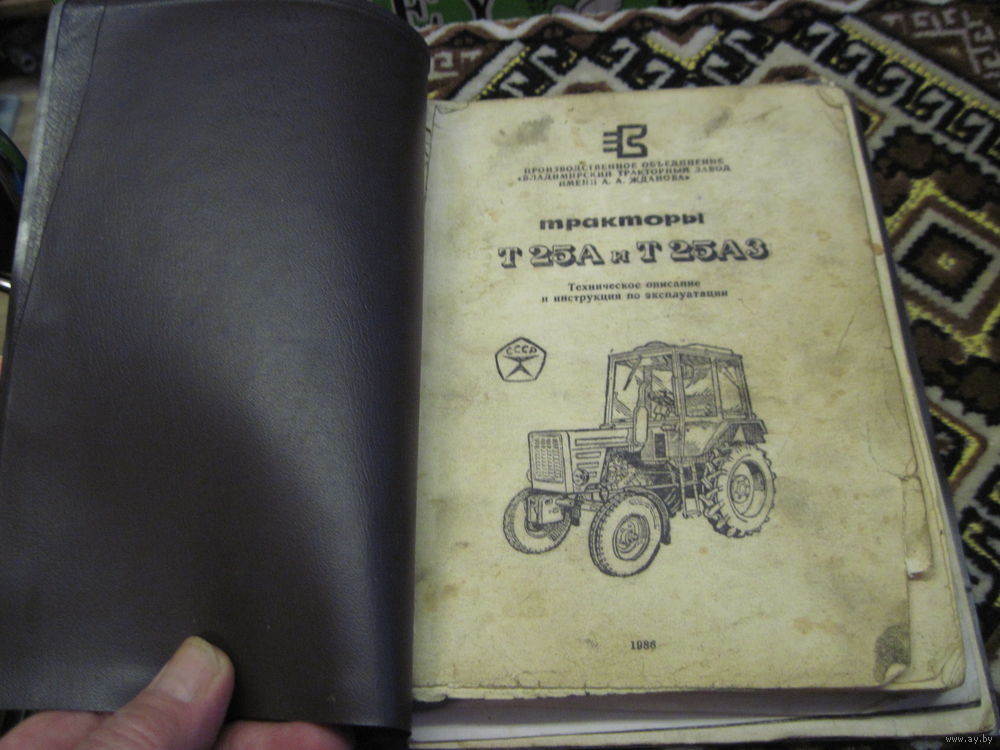 ПРОИЗВОДСТВЕННОЕ ОБЪЕДИНЕНИЕ
«ВЛАДИМИРСКИЙ ТРАКТОРНЫЙ ЗАВОД
ИМЕНИ А. А. ЖДАНОВА»
тракторы
Т 25А и Т 25А3
Техническое описание
и инструкция по эксплуатации
СССР
1986
www.ay.by